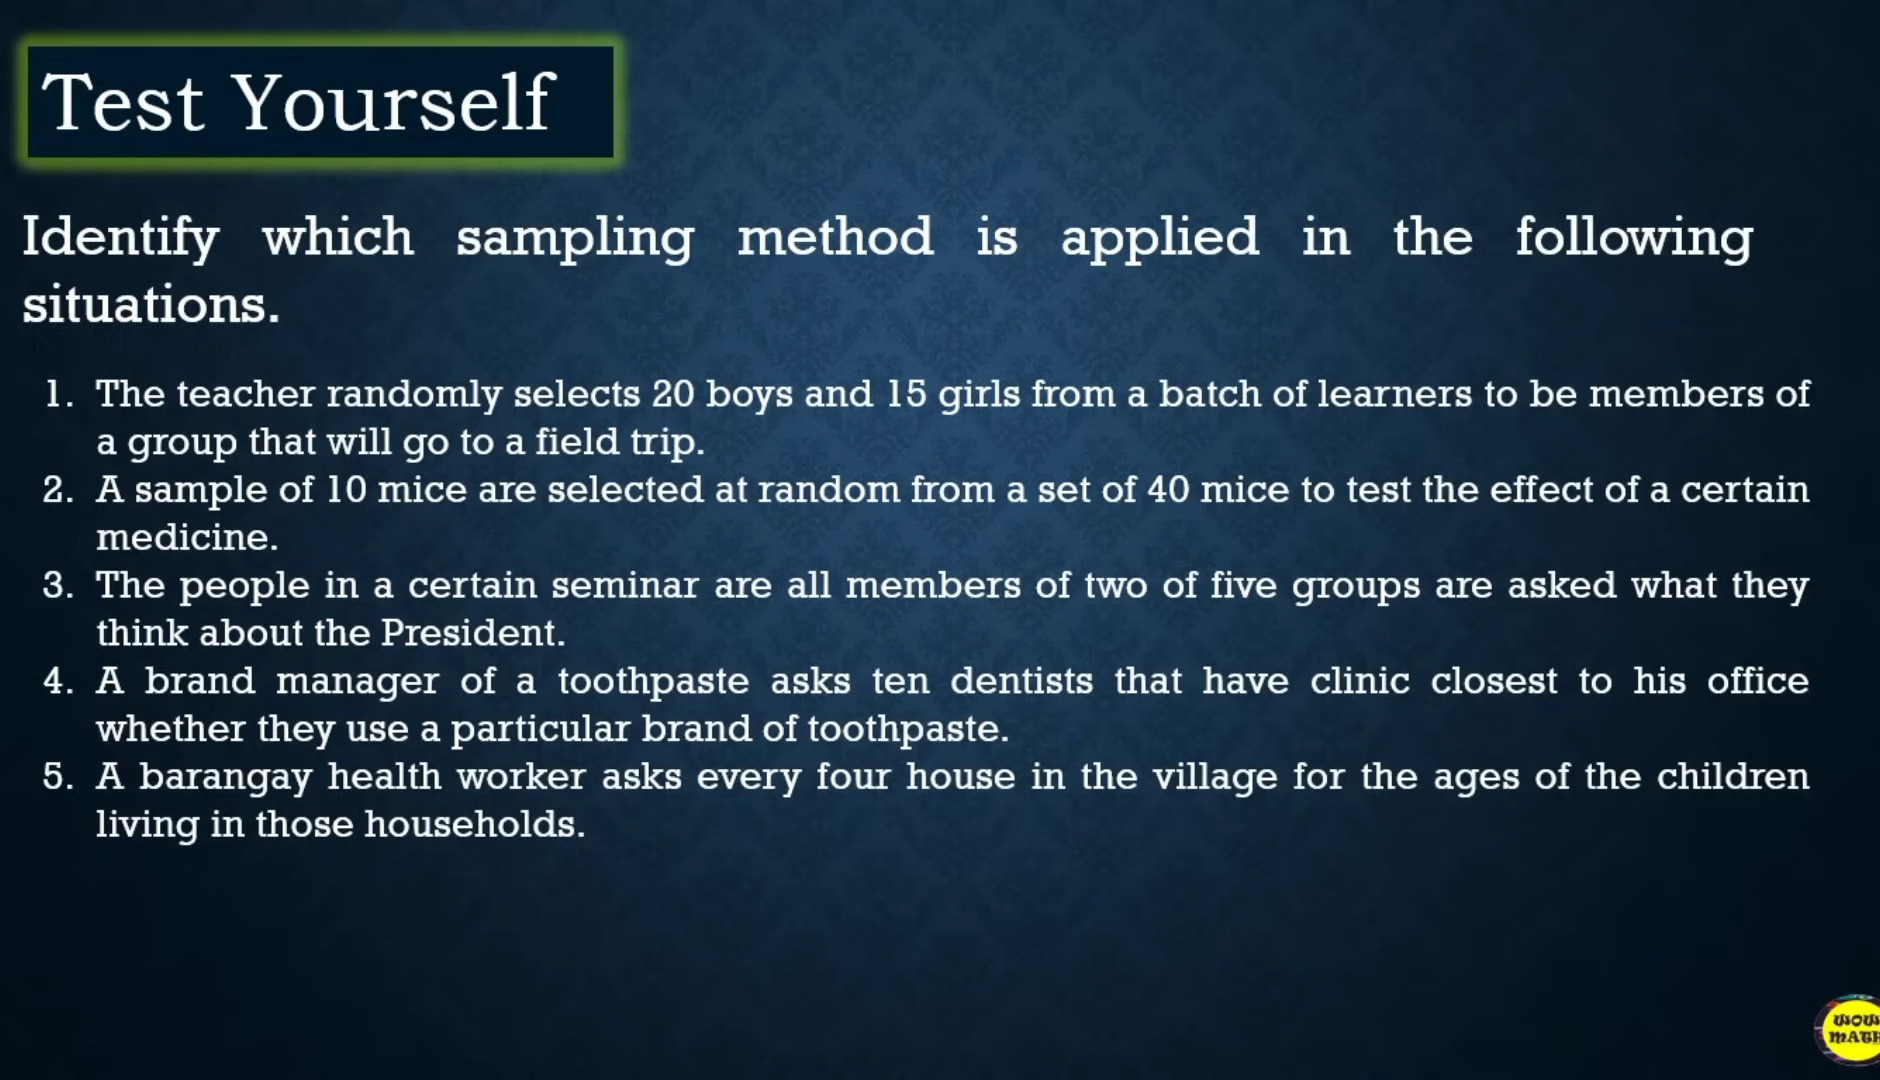 Test Yourself
Identify which sampling method is applied in the following
situations.
1. The teacher randomly selects 20 boys and 15 girls from a batch of learners to be members of
a group that will go to a field trip.
2. A sample of 10 mice are selected at random from a set of 40 mice to test the effect of a certain
medicine.
3. The people in a certain seminar are all members of two of five groups are asked what they
think about the President.
4. A brand manager of a toothpaste asks ten dentists that have clinic closest to his office
whether they use a particular brand of toothpaste.
5. A barangay health worker asks every four house in the village for the ages of the children
living in those households.
WOW
MATH